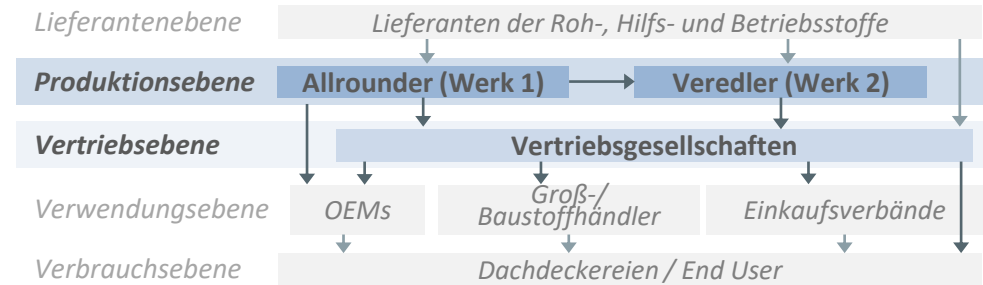 Lieferantenebene Lieferanten der Roh-, Hilfs- und Betriebsstoffe
Produktionsebene Allrounder (Werk 1) Veredler (Werk 2)
Vertriebsebene Vertriebsgesellschaften
Verwendungsebene OEMs Groß-/
Baustoffhändler Einkaufsverbände
Verbrauchsebene Dachdeckereien / End User